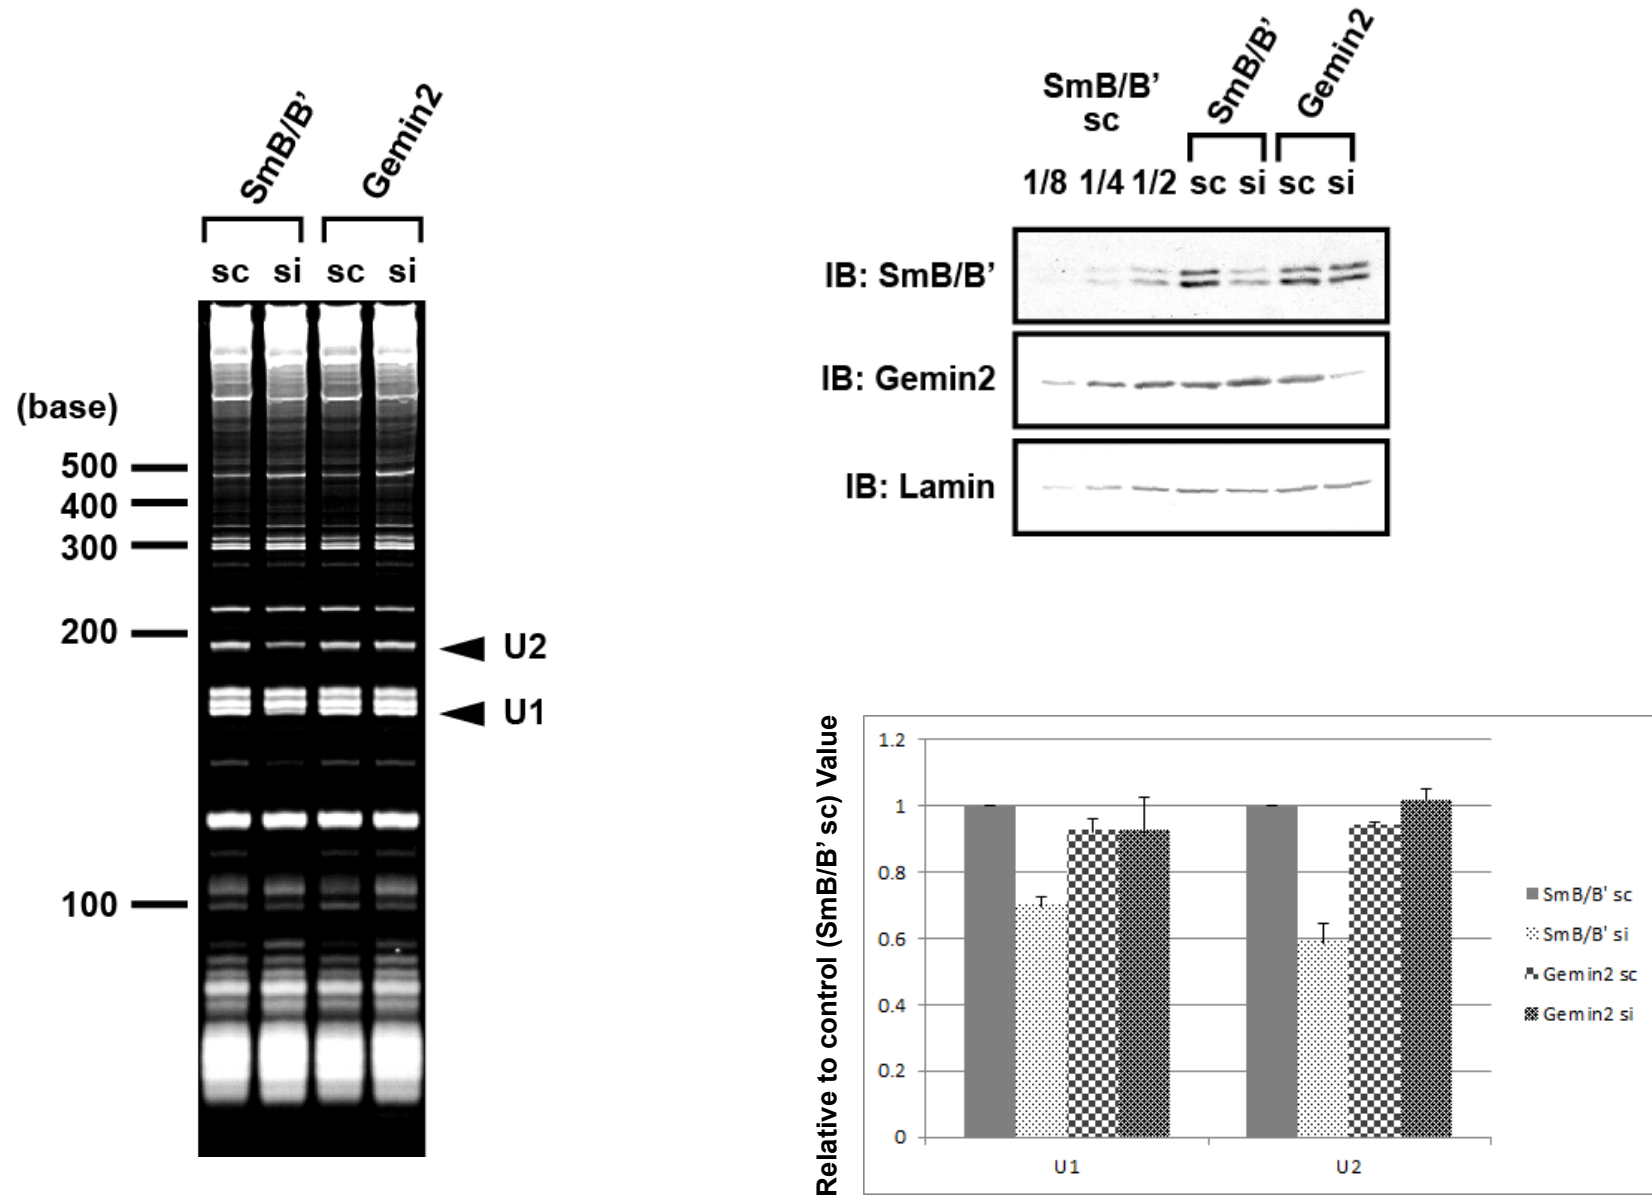 SmB/B’
Gemin2
sc si sc si
(base)
500
400
300
200
100
U2
U1
SmB/B’
sc
SmB/B’
Gemin2
1/8 1/4 1/2 sc si sc si
IB: SmB/B’
IB: Gemin2
IB: Lamin
Relative to control (SmB/B’ sc) Value
1.2
1
0.8
0.6
0.4
0.2
0
U1
U2
SmB/B' sc
SmB/B' si
Gemin2 sc
Gemin2 si